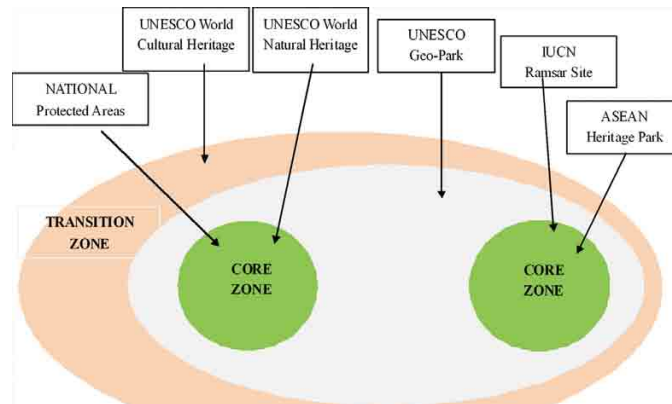 UNESCO World
Cultural Heritage
UNESCO World
Natural Heritage
UNESCO
Geo-Park
IUCN
Ramsar Site
NATIONAL
Protected Areas
ASEAN
Heritage Park
TRANSITION
ZONE
CORE
ZONE
CORE
ZONE